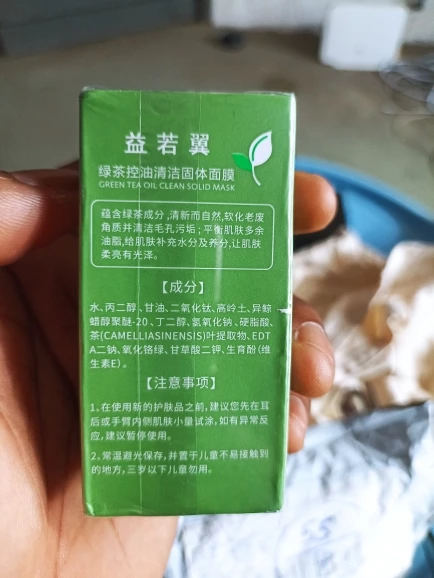 益若翼
绿茶控油清洁固体面膜
GREEN TEA OIL CLEAN SOLID MASK
蕴含绿茶成分,清新而自然,软化老废
角质并清洁毛孔污垢;平衡肌肤多余
油脂,给肌肤补充水分及养分,让肌肤
柔亮有光泽。
【成分】
水、丙二醇、甘油、二氧化钛、高岭土、异鲸
蜡醇聚醚-20、丁二醇、氢氧化钠、硬脂酸、
茶(CAMELLIASINENSIS)叶提取物、EDT
A二钠、氧化铬绿、甘草酸二钾、生育酚(维
生素E)。
【注意事项】
1.在使用新的护肤品之前,建议您先在耳
后或手臂内侧肌肤小量试涂,如有异常反
应,建议暂停使用。
2.常温避光保存,并置于儿童不易接触到
的地方,三岁以下儿童勿用。
55